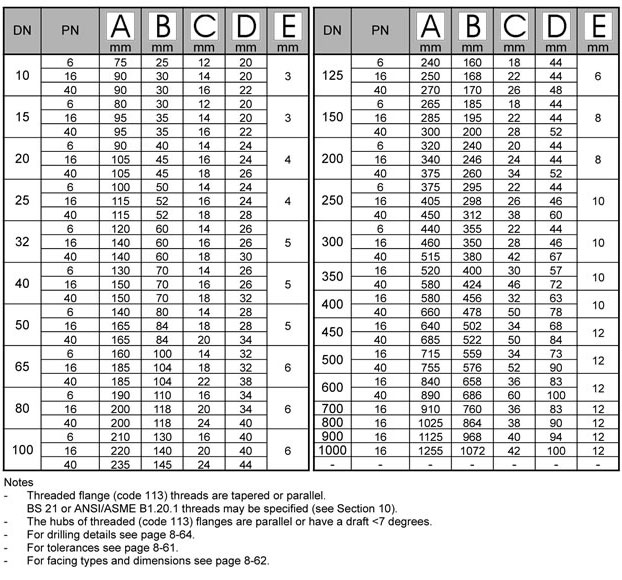 DN PN A mm B mm C mm D mm E mm
10 6 75 25 12 20 3
16 90 30 14 20
40 90 30 16 22
15 6 80 30 12 20 3
16 95 35 14 20
40 95 35 16 22
20 6 90 40 14 24 4
16 105 45 16 26
40 105 45 18 26
25 6 100 50 14 24 4
16 115 52 16 26
40 115 52 18 28
32 6 120 60 14 26 5
16 140 60 16 26
40 140 60 18 30
40 6 130 70 14 26 5
16 150 70 16 26
40 150 70 18 32
50 6 140 80 14 28 5
16 165 84 18 28
40 165 84 20 34
65 6 160 100 14 32 6
16 185 104 18 32
40 185 104 22 38
80 6 190 110 16 34 6
16 200 118 20 34
40 200 118 24 40
100 6 210 130 16 40 6
16 220 140 20 40
40 235 145 24 44
DN PN A mm B mm C mm D mm E mm
125 6 240 160 18 44 6
16 250 168 22 44
40 270 170 26 48
150 6 265 185 18 44 8
16 285 195 22 44
40 300 200 28 52
200 6 320 240 20 44 8
16 340 246 24 44
40 375 260 34 52
250 6 375 295 22 44 10
16 405 298 26 46
40 450 312 38 60
300 6 440 355 22 44 10
16 460 350 28 46
40 515 380 42 67
350 16 520 400 30 57 10
40 580 424 46 72
400 16 580 456 32 63 10
40 660 478 50 78
450 16 640 502 34 68 12
40 685 522 50 84
500 16 715 559 34 73 12
40 755 576 52 90
600 16 840 658 36 83 12
40 890 686 60 100
700 16 910 760 36 83 12
800 16 1025 864 38 90 12
900 16 1125 968 40 94 12
1000 16 1255 1072 42 100 12
- - - - - - -
Notes
- Threaded flange (code 113) threads are tapered or parallel.
BS 21 or ANSI/ASME B1.20.1 threads may be specified (see Section 10).
- The hubs of threaded (code 113) flanges are parallel or have a draft <7 degrees.
- For drilling details see page 8-64.
- For tolerances see page 8-61.
- For facing types and dimensions see page 8-62.